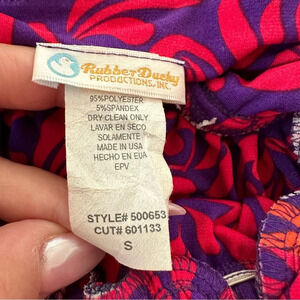 Rubber Ducky
PRODUCTIONS, INC.
95%POLYESTER
5%SPANDEX
DRY CLEAN ONLY
LAVAR EN SECO
SOLAMENTE
MADE IN USA
HECHO EN EUA
EPV
STYLE# 500653
CUT# 601133
S